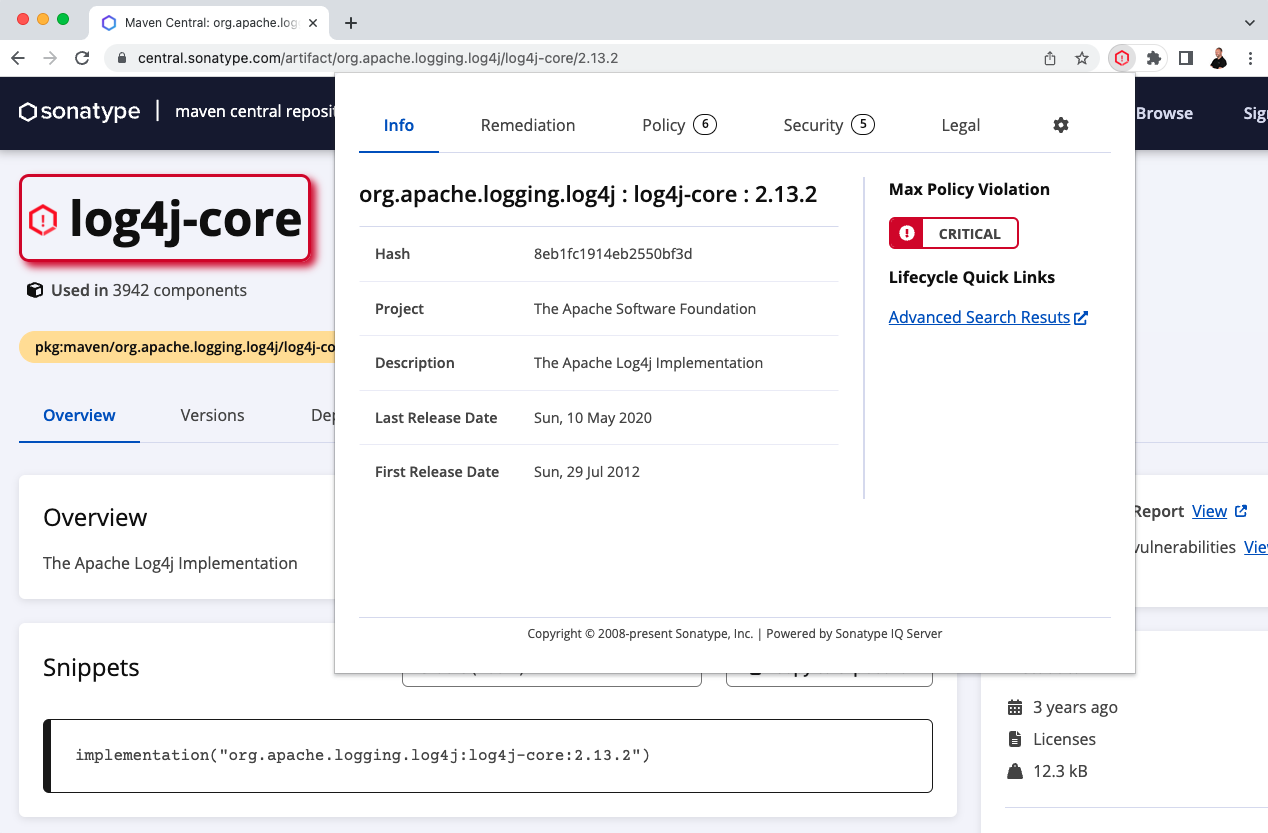 Maven Central: org.apache.log
central.sonatype.com/artifact/org.apache.logging.log4j/log4j-core/2.13.2
sonatype | maven central reposit
Browse
Sig
log4j-core
Used in 3942 components
pkg:maven/org.apache.logging.log4j/log4j-co
Overview Versions Dep
Overview
The Apache Log4j Implementation
Info Remediation Policy 6 Security 5 Legal
org.apache.logging.log4j : log4j-core : 2.13.2
Hash 8eb1fc1914eb2550bf3d
Project The Apache Software Foundation
Description The Apache Log4j Implementation
Last Release Date Sun, 10 May 2020
First Release Date Sun, 29 Jul 2012
Max Policy Violation
CRITICAL
Lifecycle Quick Links
Advanced Search Resuts
Copyright © 2008-present Sonatype, Inc. | Powered by Sonatype IQ Server
Report View
vulnerabilities Vie
Snippets
implementation("org.apache.logging.log4j:log4j-core:2.13.2")
3 years ago
Licenses
12.3 kB